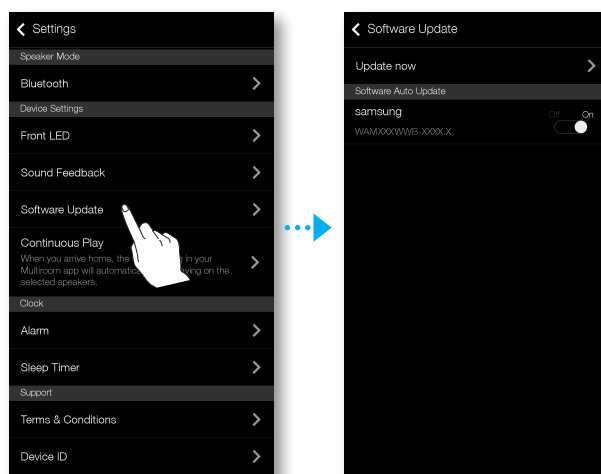 Settings
Speaker Mode
Bluetooth
Device Settings
Front LED
Sound Feedback
Software Update
Continuous Play
When you arrive home, the in your
Multiroom app will automatica on the
selected speakers.
Clock
Alarm
Sleep Timer
Support
Terms & Conditions
Device ID
Software Update
Update now
Software Auto Update
samsung
Off On
WAMXXXWWB-XXXX.X